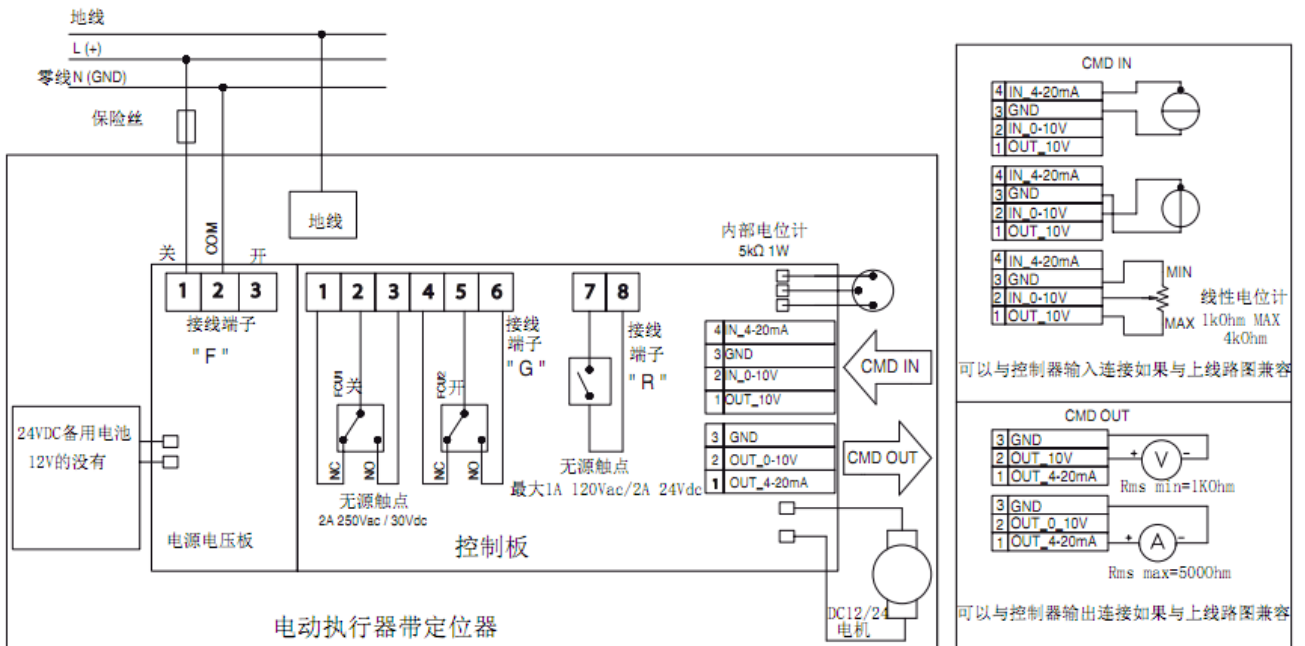 地线
L (+)
零线N (GND)
保险丝
地线
关
COM
开
1 2 3
接线端子
"F"
1 2 3 4 5 6
接线
端子
"G"
FCU1
关
FCU2
开
NC
NO
NC
NO
无源触点
2A 250Vac / 30Vdc
7 8
接线
端子
"R"
无源触点
最大1A 120Vac/2A 24Vdc
内部电位计
5kΩ 1W
4 IN_4-20mA
3 GND
2 IN_0-10V
1 OUT_10V
CMD IN
3 GND
2 OUT_0-10V
1 OUT_4-20mA
CMD OUT
24VDC备用电池
12V的没有
电源电压板
控制板
DC12/24
电机
电动执行器带定位器
CMD IN
4 IN_4-20mA
3 GND
2 IN_0-10V
1 OUT_10V
4 IN_4-20mA
3 GND
2 IN_0-10V
1 OUT_10V
4 IN_4-20mA
3 GND
2 IN_0-10V
1 OUT_10V
MIN
MAX
线性电位计
1kOhm MAX
4kOhm
可以与控制器输入连接如果与上线路图兼容
CMD OUT
3 GND
2 OUT_10V
1 OUT_4-20mA
+ V -
Rms min=1KOhm
3 GND
2 OUT_0_10V
1 OUT_4-20mA
+ A -
Rms max=500Ohm
可以与控制器输出连接如果与上线路图兼容